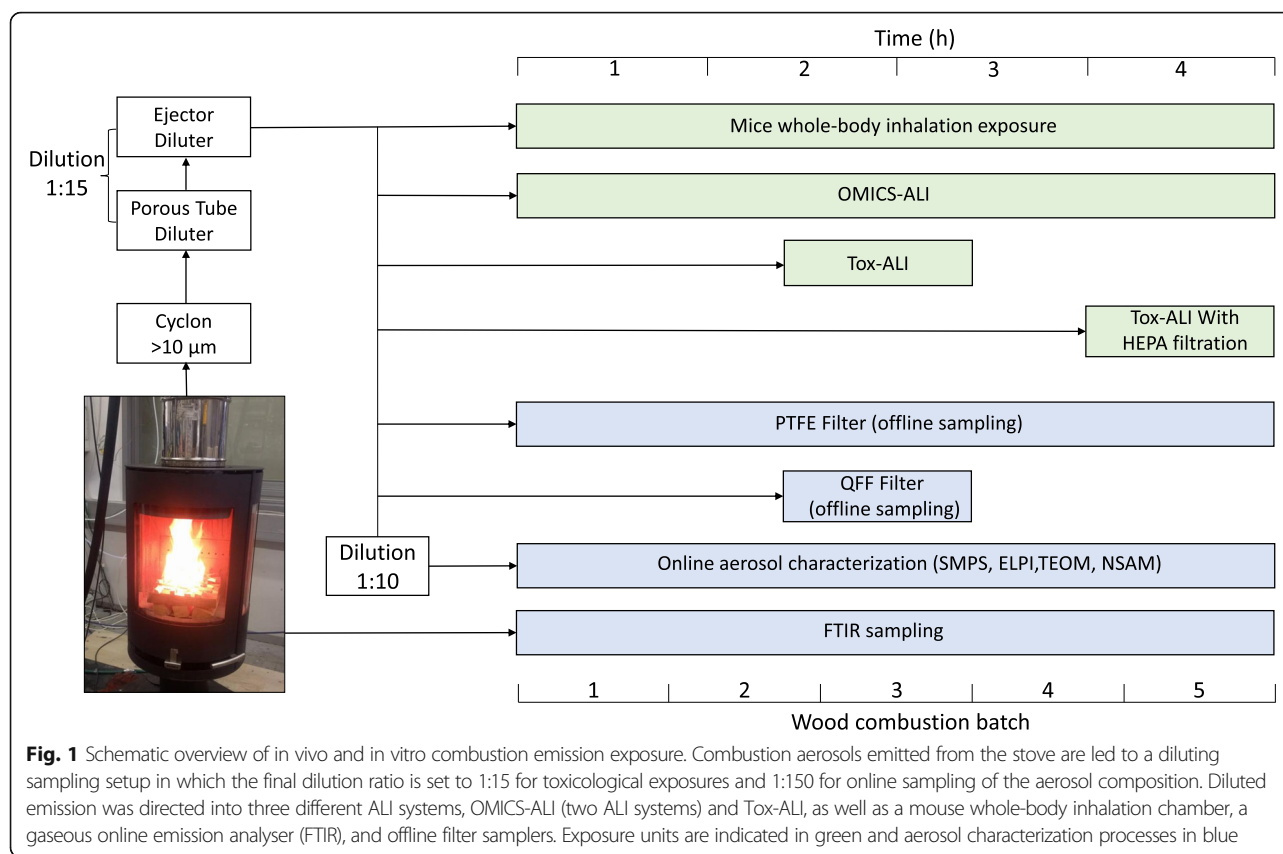 Time (h)
1 2 3 4
Ejector
Diluter
Dilution
1:15
Porous Tube
Diluter
Cyclon
>10 µm
Mice whole-body inhalation exposure
OMICS-ALI
Tox-ALI
Tox-ALI With
HEPA filtration
PTFE Filter (offline sampling)
QFF Filter
(offline sampling)
Dilution
1:10
Online aerosol characterization (SMPS, ELPI,TEOM, NSAM)
FTIR sampling
1 2 3 4 5
Wood combustion batch
Fig. 1 Schematic overview of in vivo and in vitro combustion emission exposure. Combustion aerosols emitted from the stove are led to a diluting
sampling setup in which the final dilution ratio is set to 1:15 for toxicological exposures and 1:150 for online sampling of the aerosol composition. Diluted
emission was directed into three different ALI systems, OMICS-ALI (two ALI systems) and Tox-ALI, as well as a mouse whole-body inhalation chamber, a
gaseous online emission analyser (FTIR), and offline filter samplers. Exposure units are indicated in green and aerosol characterization processes in blue